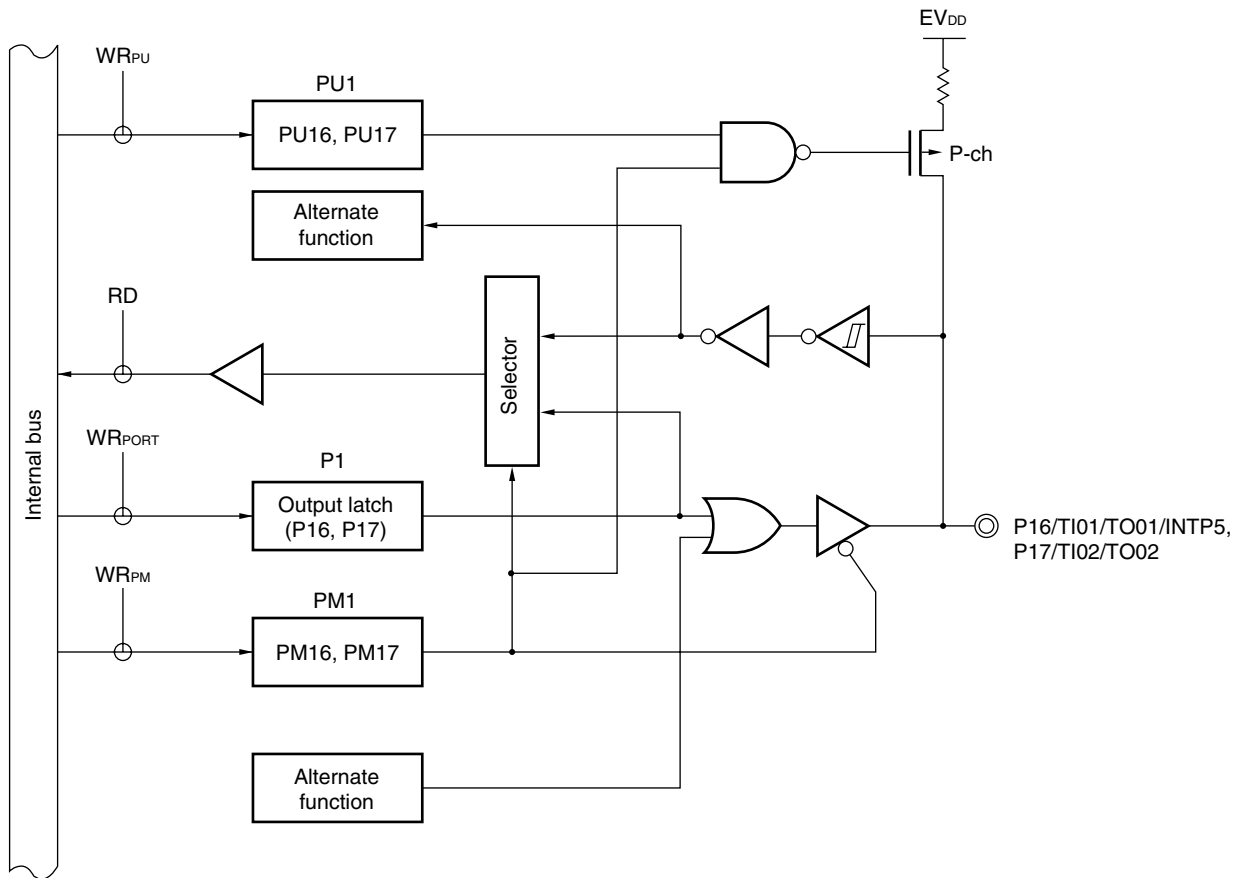 EVDD
WRPU
PU1
PU16, PU17
P-ch
Alternate
function
RD
Selector
Internal bus
WRPORT
P1
Output latch
(P16, P17)
P16/TI01/TO01/INTP5,
P17/TI02/TO02
WRPM
PM1
PM16, PM17
Alternate
function